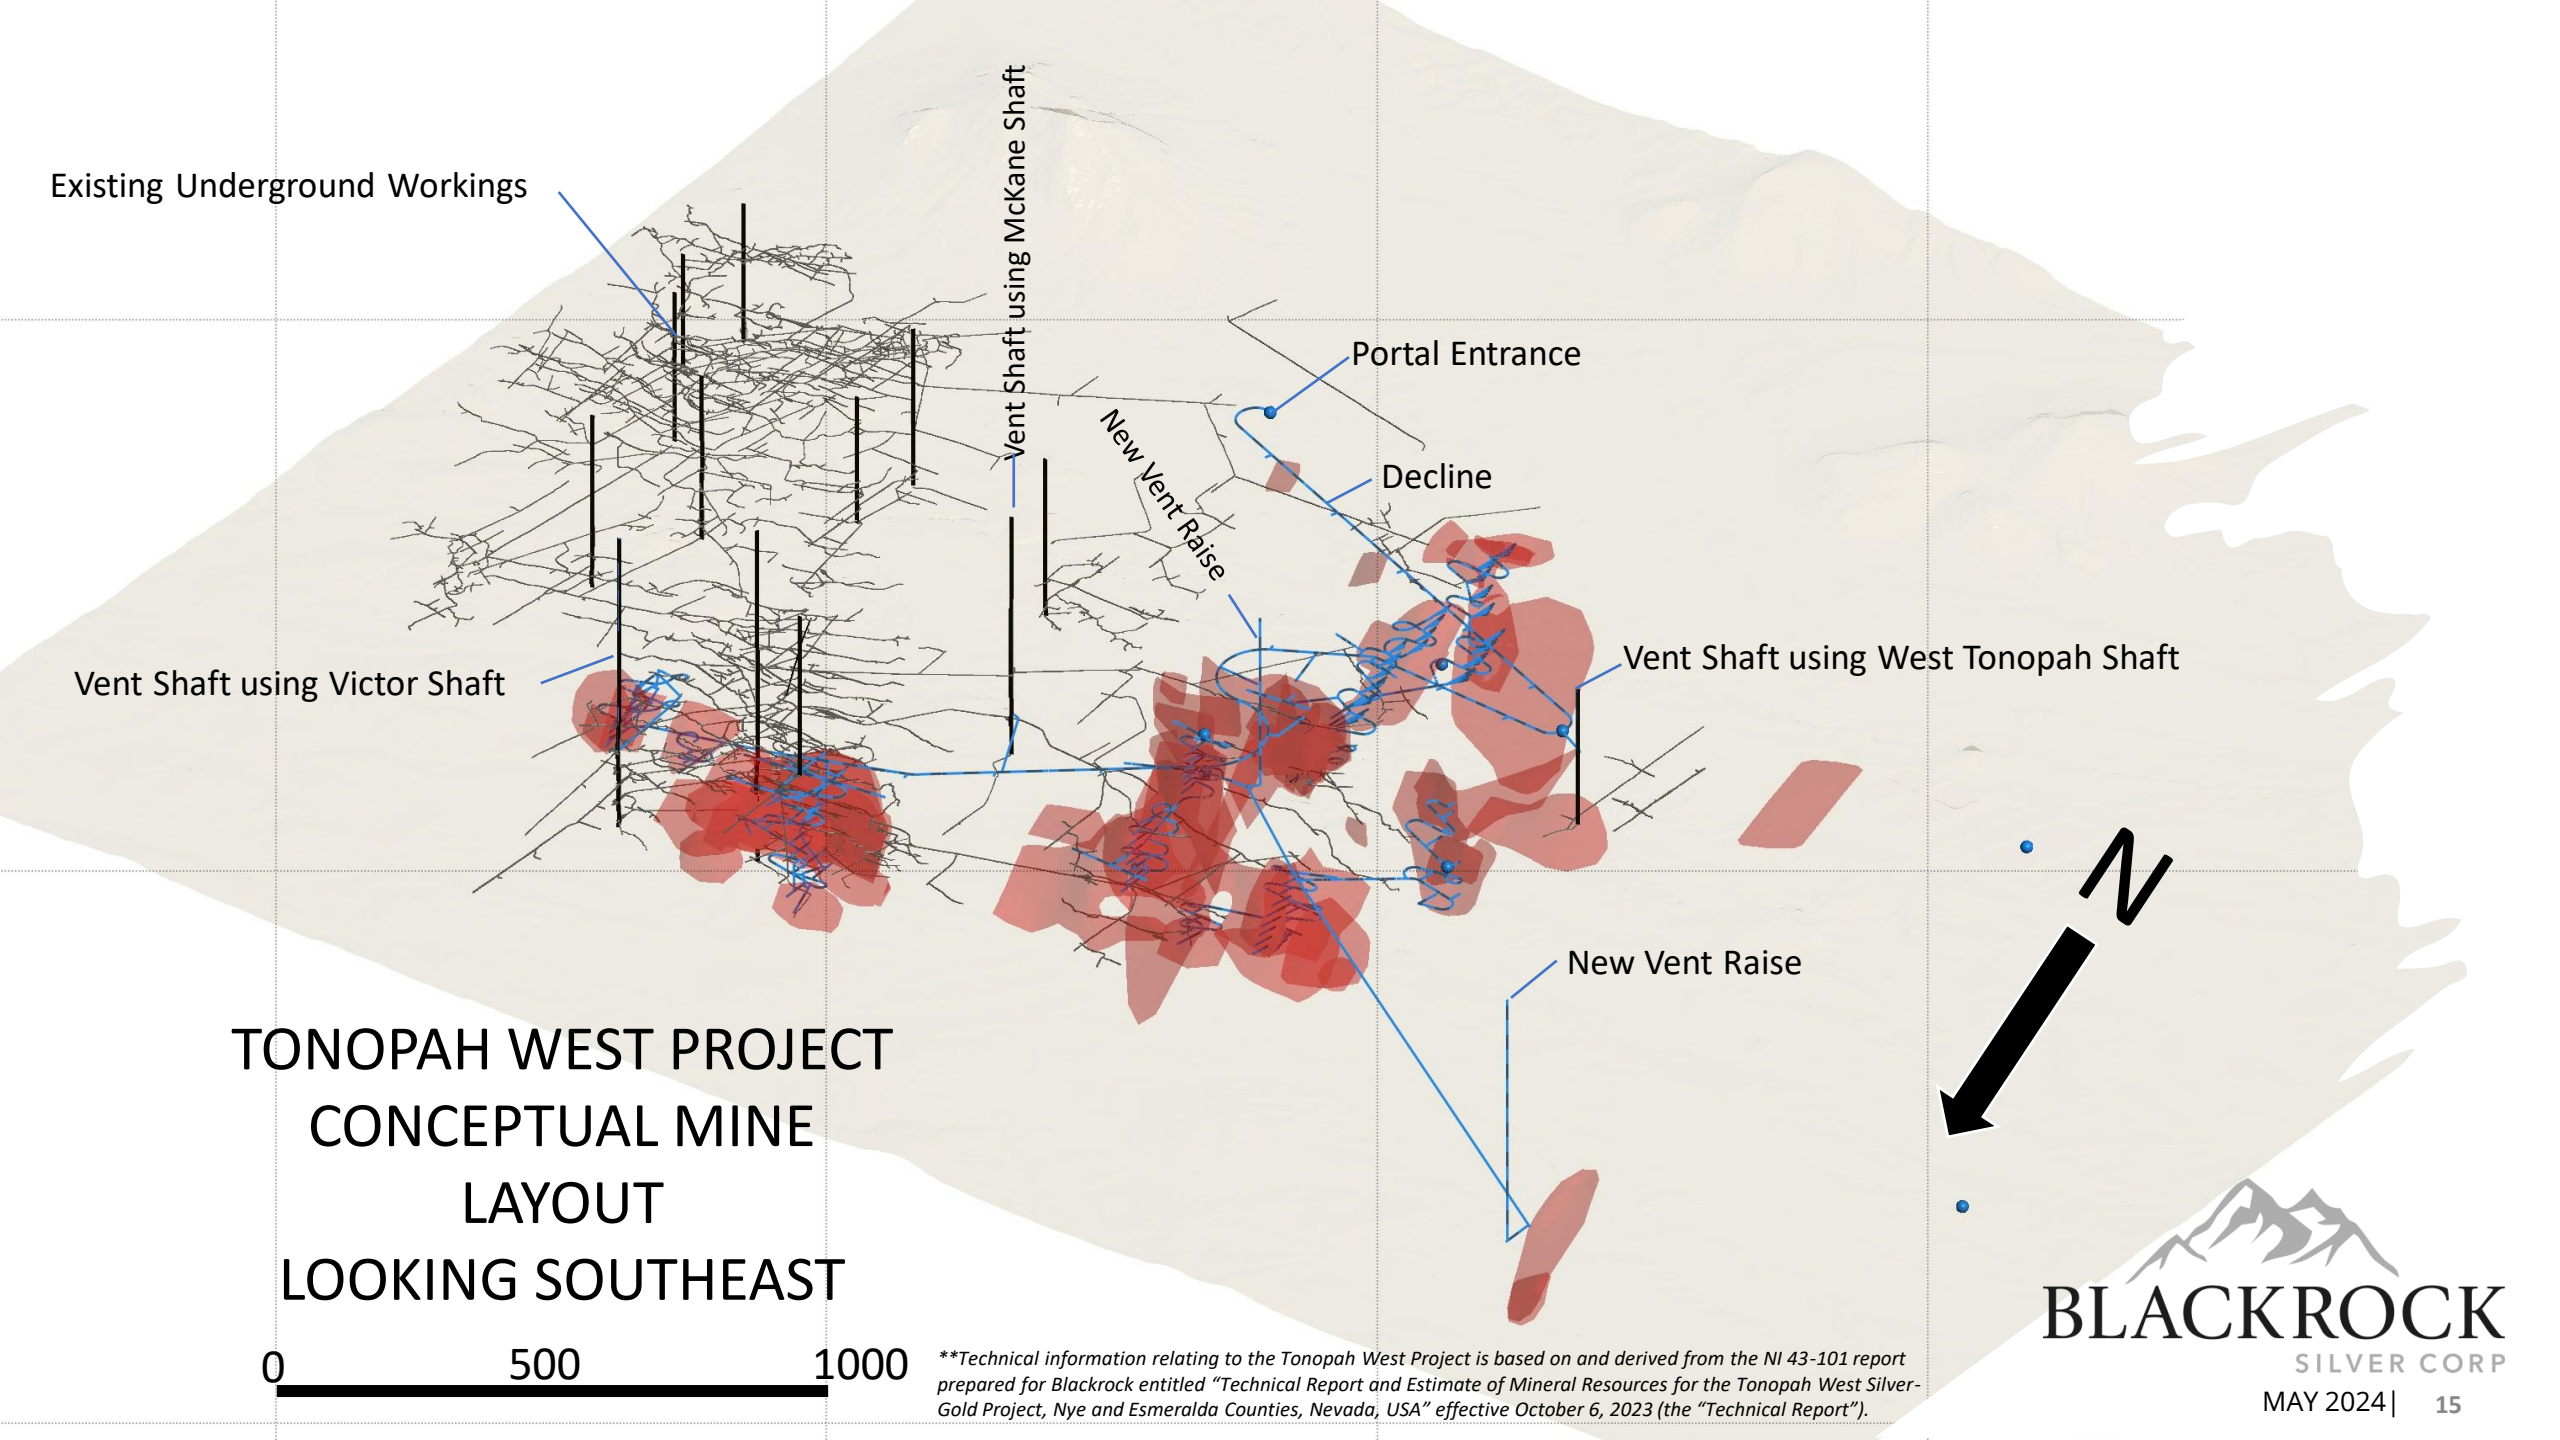 Vent Shaft using McKane Shaft
Existing Underground Workings
Portal Entrance
New Vent Raise
Decline
Vent Shaft using West Tonopah Shaft
Vent Shaft using Victor Shaft
N
New Vent Raise
TONOPAH WEST PROJECT
CONCEPTUAL MINE
LAYOUT
LOOKING SOUTHEAST
0 500 1000
**Technical information relating to the Tonopah West Project is based on and derived from the NI 43-101 report
prepared for Blackrock entitled “Technical Report and Estimate of Mineral Resources for the Tonopah West Silver-
Gold Project, Nye and Esmeralda Counties, Nevada, USA” effective October 6, 2023 (the “Technical Report”).
BLACKROCK
SILVER CORP
MAY 2024| 15